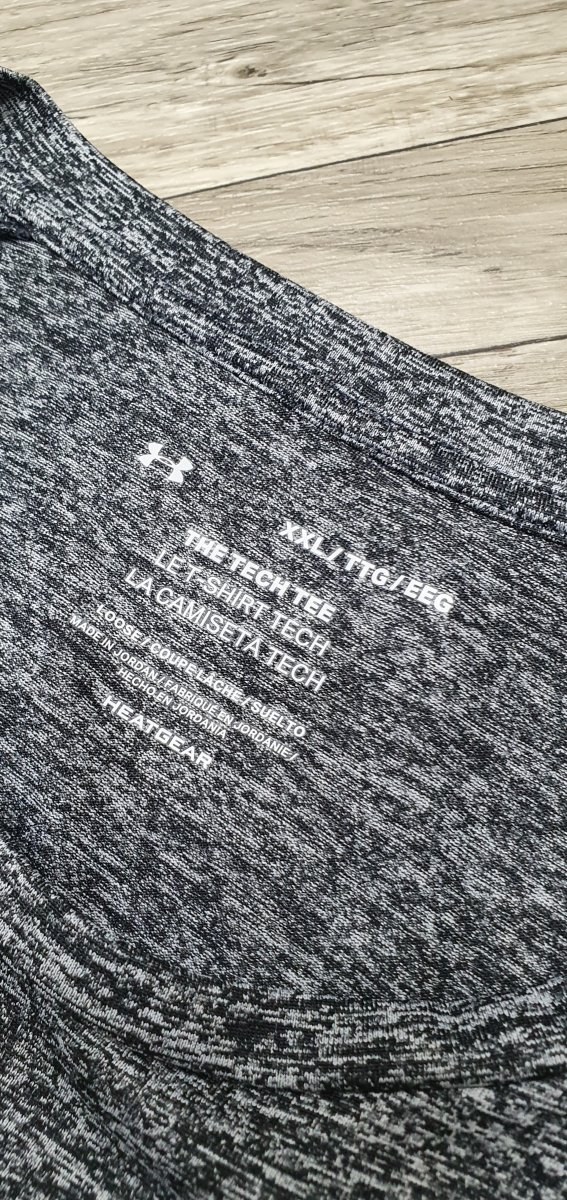 XXL/TTG/EEG
THE TECH TEE
LE T-SHIRT TECH
LA CAMISETA TECH
LOOSE/COUPE LÂCHE/SUELTO
MADE IN JORDAN/FABRIQUÉ EN JORDANIE/
HECHO EN JORDANIA
HEATGEAR